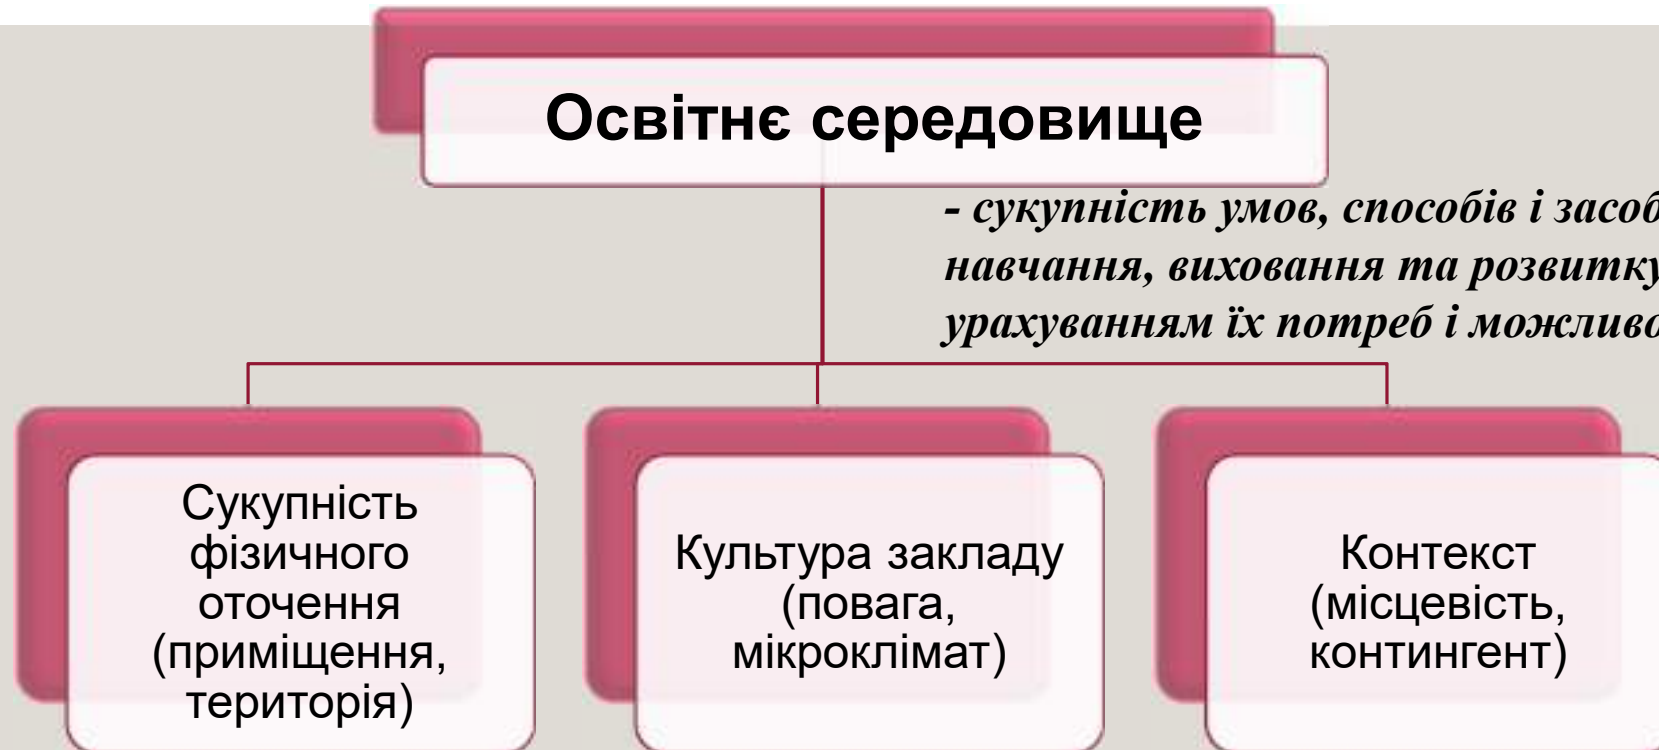 Освітнє середовище
- сукупність умов, способів і засоб
навчання, виховання та розвитку
урахуванням їх потреб і можливо
Сукупність
фізичного
оточення
(приміщення,
територія)
Культура закладу
(повага,
мікроклімат)
Контекст
(місцевість,
контингент)